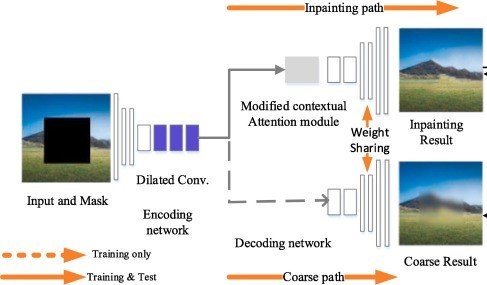 Inpainting path
Modified contextual
Attention module
Weight
Sharing
Inpainting
Result
Dilated Conv.
Input and Mask
Encoding
network
Decoding network
Coarse Result
Training only
Training & Test
Coarse path